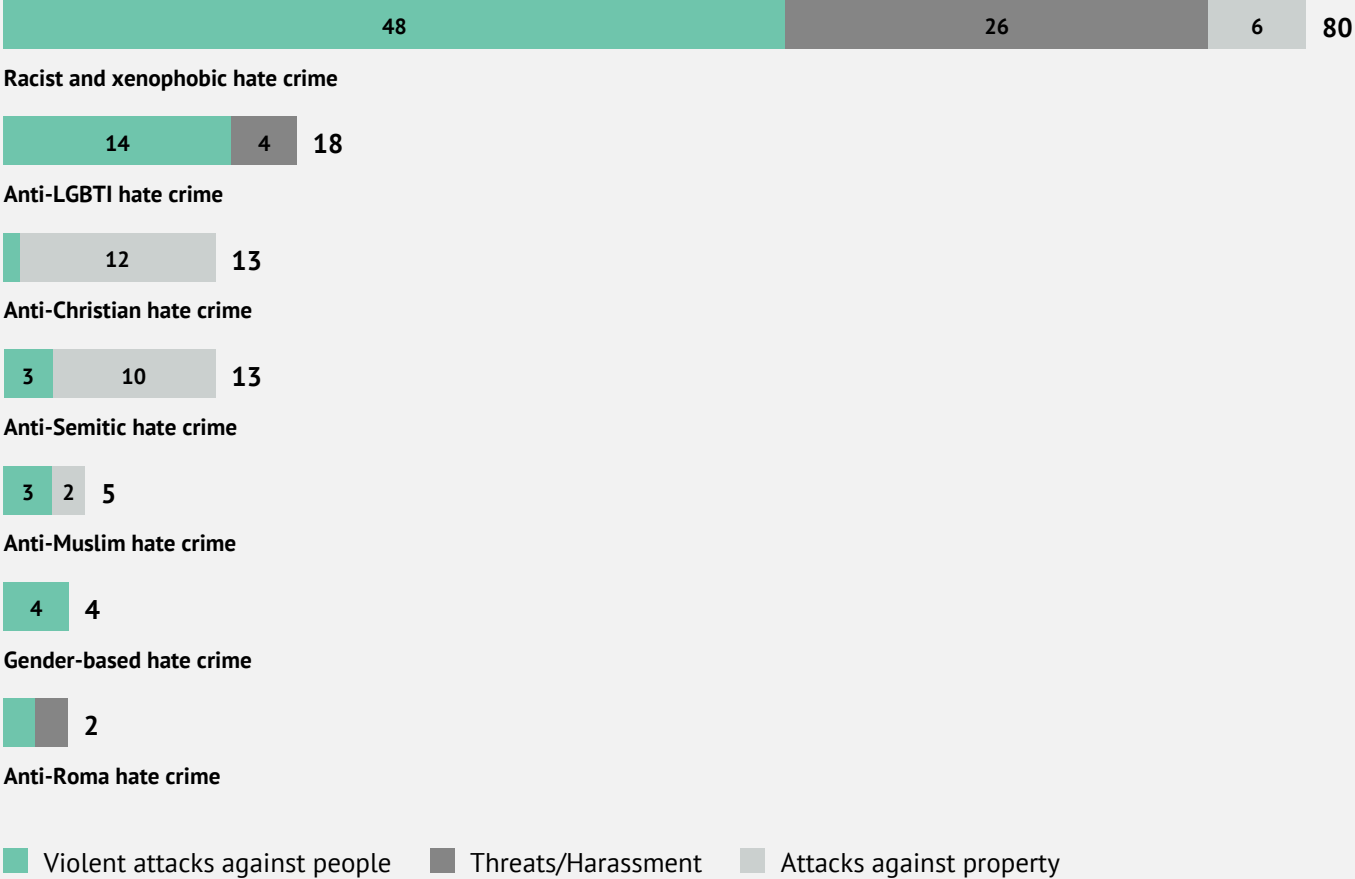 48 26 6 80
Racist and xenophobic hate crime
14 4 18
Anti-LGBTI hate crime
12 13
Anti-Christian hate crime
3 10 13
Anti-Semitic hate crime
3 2 5
Anti-Muslim hate crime
4 4
Gender-based hate crime
2
Anti-Roma hate crime
Violent attacks against people Threats/Harassment Attacks against property